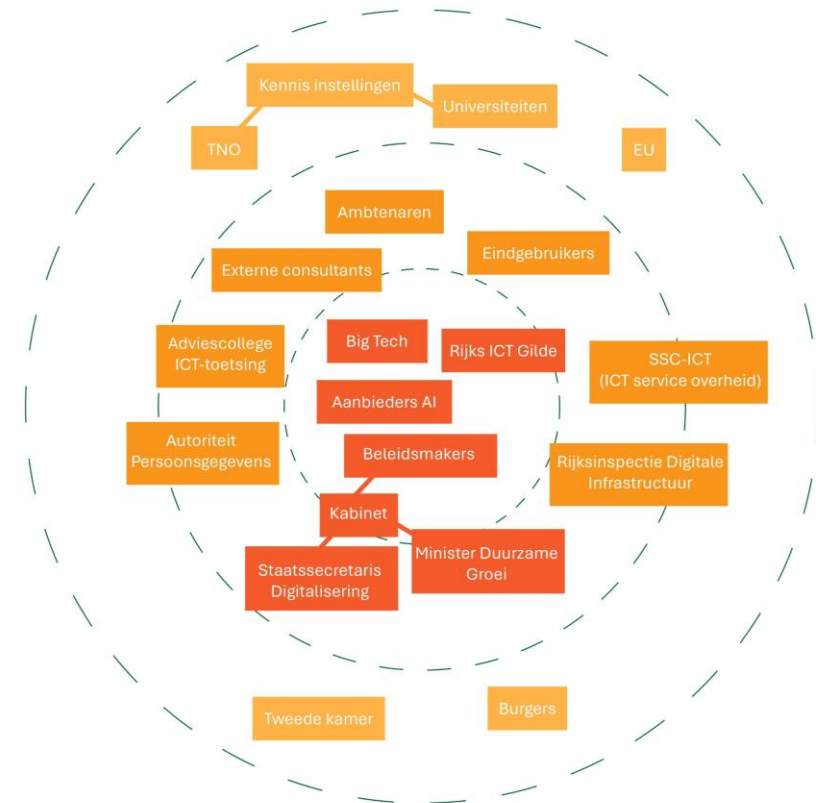 Kennis instellingen
Universiteiten
TNO
EU
Ambtenaren
Eindgebruikers
Externe consultants
Big Tech
Rijks ICT Gilde
Adviescollege
ICT-toetsing
SSC-ICT
(ICT service overheid)
Aanbieders AI
Autoriteit
Persoonsgegevens
Beleidsmakers
Rijksinspectie Digitale
Infrastructuur
Kabinet
Minister Duurzame
Groei
Staatssecretaris
Digitalisering
Tweede kamer
Burgers